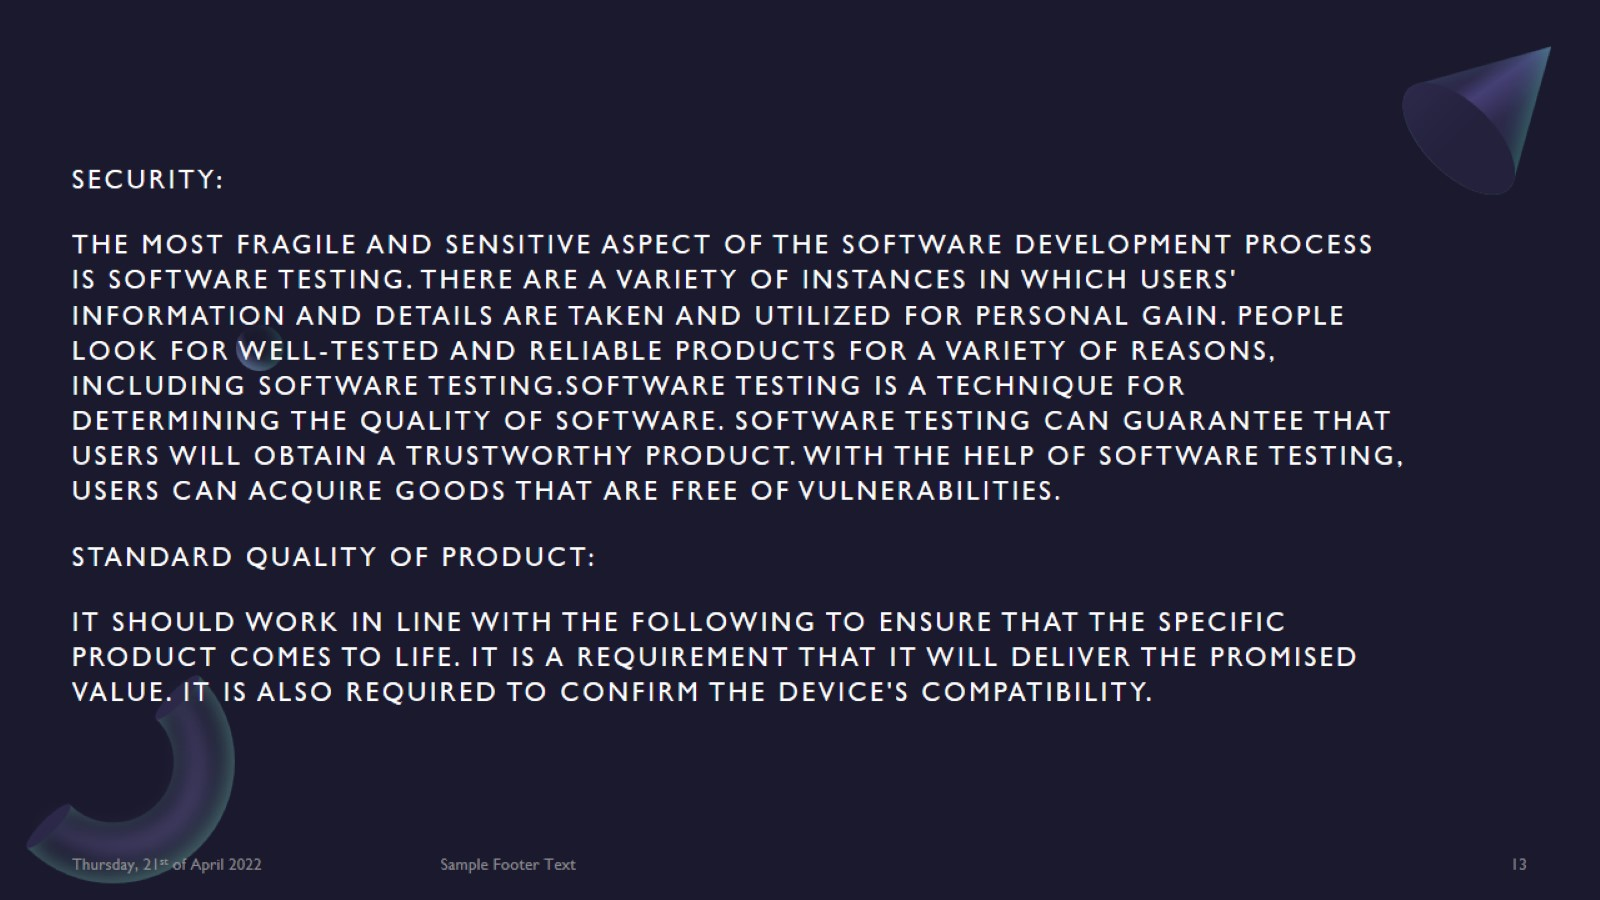 SECURITY:
THE MOST FRAGILE AND SENSITIVE ASPECT OF THE SOFTWARE DEVELOPMENT PROCESS
IS SOFTWARE TESTING. THERE ARE A VARIETY OF INSTANCES IN WHICH USERS'
INFORMATION AND DETAILS ARE TAKEN AND UTILIZED FOR PERSONAL GAIN. PEOPLE
LOOK FOR WELL-TESTED AND RELIABLE PRODUCTS FOR A VARIETY OF REASONS,
INCLUDING SOFTWARE TESTING.SOFTWARE TESTING IS A TECHNIQUE FOR
DETERMINING THE QUALITY OF SOFTWARE. SOFTWARE TESTING CAN GUARANTEE THAT
USERS WILL OBTAIN A TRUSTWORTHY PRODUCT. WITH THE HELP OF SOFTWARE TESTING,
USERS CAN ACQUIRE GOODS THAT ARE FREE OF VULNERABILITIES.
STANDARD QUALITY OF PRODUCT:
IT SHOULD WORK IN LINE WITH THE FOLLOWING TO ENSURE THAT THE SPECIFIC
PRODUCT COMES TO LIFE. IT IS A REQUIREMENT THAT IT WILL DELIVER THE PROMISED
VALUE. IT IS ALSO REQUIRED TO CONFIRM THE DEVICE'S COMPATIBILITY.
Thursday, 21st of April 2022
Sample Footer Text
13